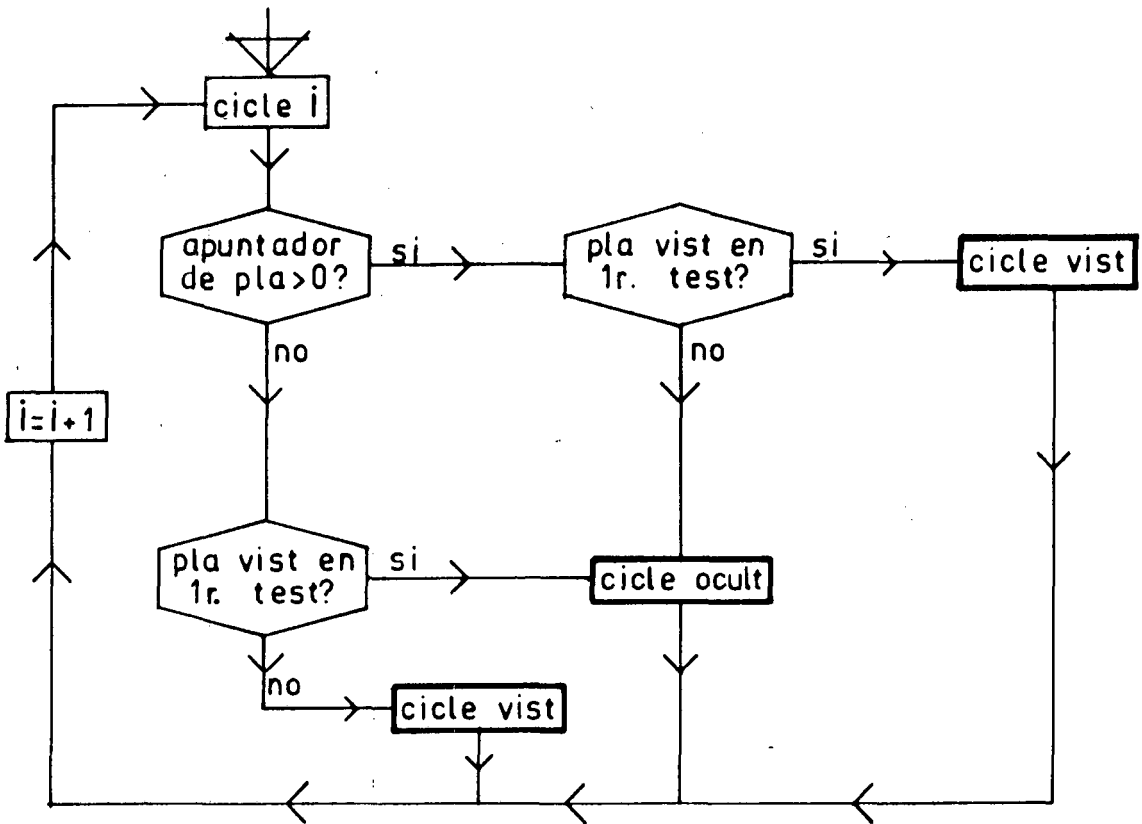 cicle i
apuntador
de pla>0?
si
pla vist en
1r. test?
si
cicle vist
no
no
i=i+1
pla vist en
1r. test?
si
cicle ocult
no
cicle vist